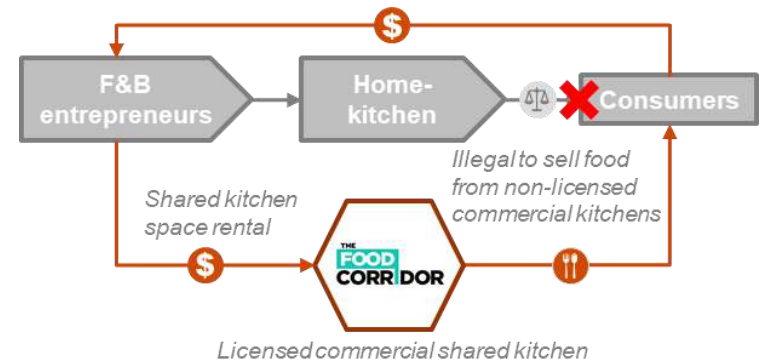 $
F&B
entrepreneurs
Home-
kitchen
Consumers
Illegal to sell food
from non-licensed
commercial kitchens
Shared kitchen
space rental
$
THE
FOOD
CORRIDOR
Licensed commercial shared kitchen